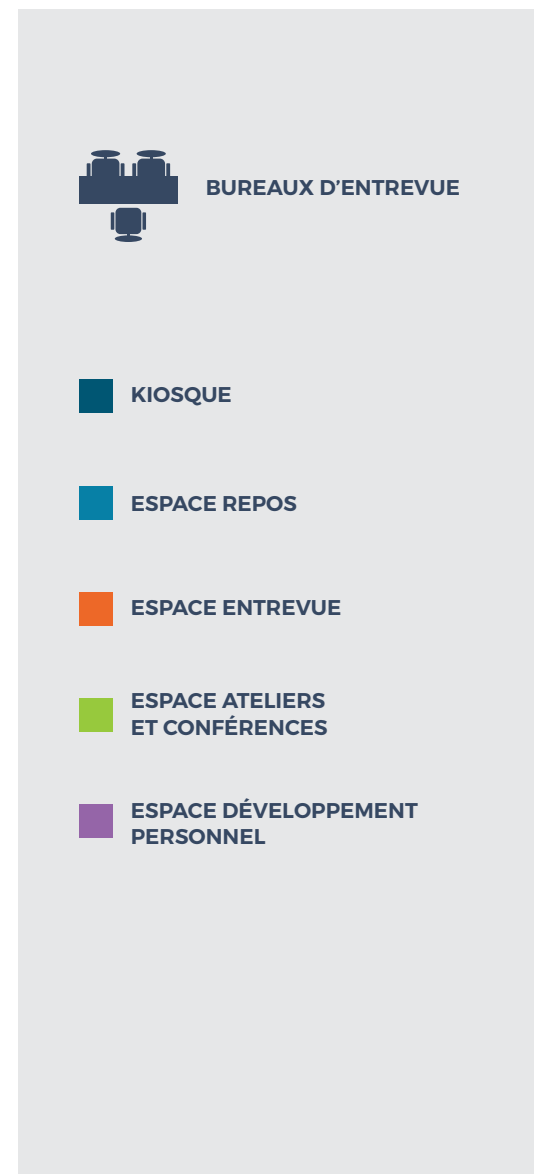 BUREAUX D’ENTREVUE
KIOSQUE
ESPACE REPOS
ESPACE ENTREVUE
ESPACE ATELIERS
ET CONFÉRENCES
ESPACE DÉVELOPPEMENT
PERSONNEL